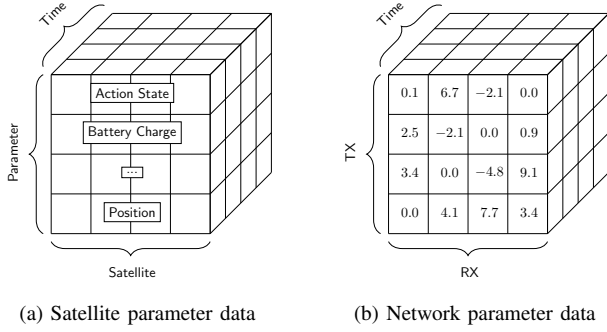 Time
Parameter
Action State
Battery Charge
...
Position
Satellite
(a) Satellite parameter data
Time
TX
0.1 6.7 −2.1 0.0
2.5 −2.1 0.0 0.9
3.4 0.0 −4.8 9.1
0.0 4.1 7.7 3.4
RX
(b) Network parameter data